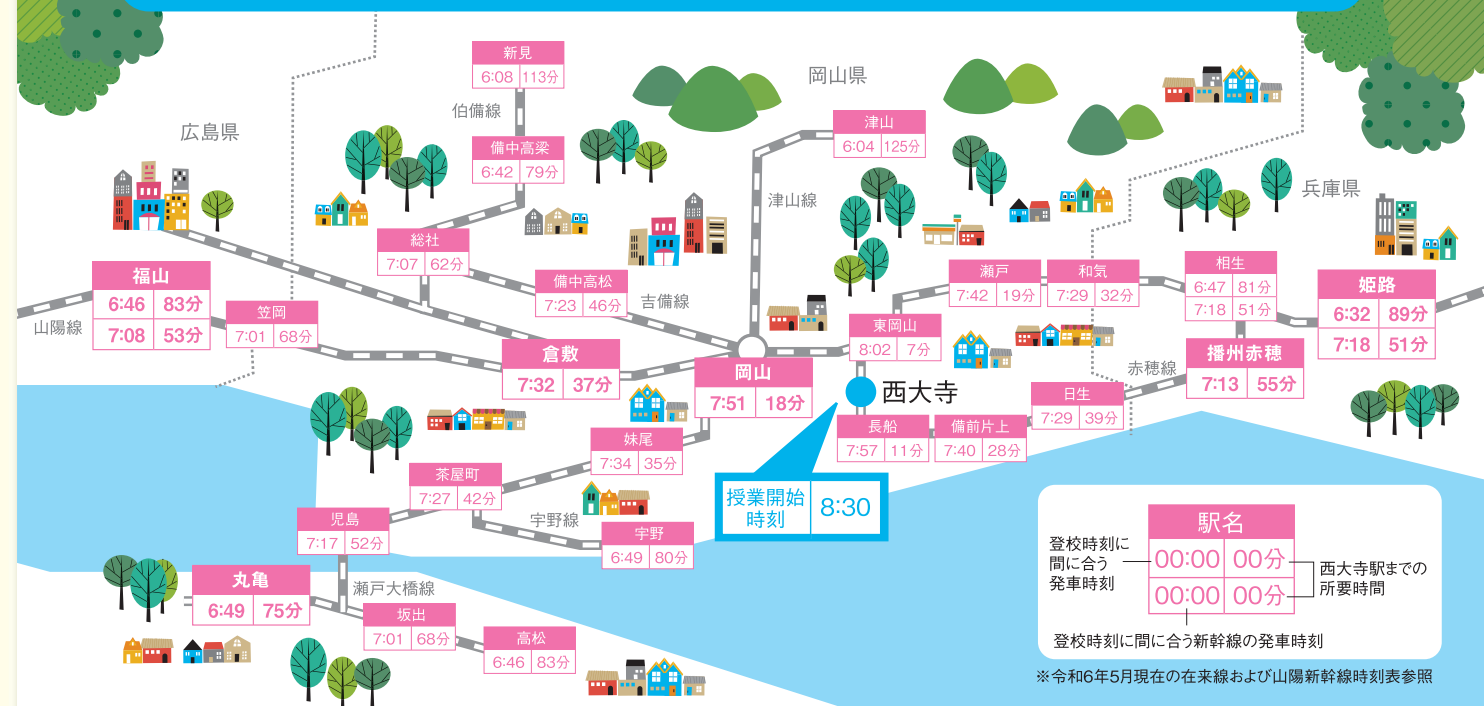 新見
6:08 113分
岡山県
伯備線
広島県
津山
6:04 125分
備中高梁
6:42 79分
兵庫県
津山線
総社
7:07 62分
備中高松
7:23 46分
吉備線
瀬戸
7:42 19分
和気
7:29 32分
相生
6:47 81分
7:18 51分
姫路
6:32 89分
7:18 51分
福山
6:46 83分
7:08 53分
山陽線
笠岡
7:01 68分
東岡山
8:02 7分
倉敷
7:32 37分
岡山
7:51 18分
播州赤穂
7:13 55分
赤穂線
西大寺
日生
7:29 39分
長船
7:57 11分
備前片上
7:40 28分
妹尾
7:34 35分
茶屋町
7:27 42分
授業開始
時刻
8:30
児島
7:17 52分
宇野線
宇野
6:49 80分
丸亀
6:49 75分
瀬戸大橋線
坂出
7:01 68分
高松
6:46 83分
駅名
00:00 00分
00:00 00分
登校時刻に
間に合う
発車時刻
西大寺駅までの
所要時間
登校時刻に間に合う新幹線の発車時刻
※令和6年5月現在の在来線および山陽新幹線時刻表参照